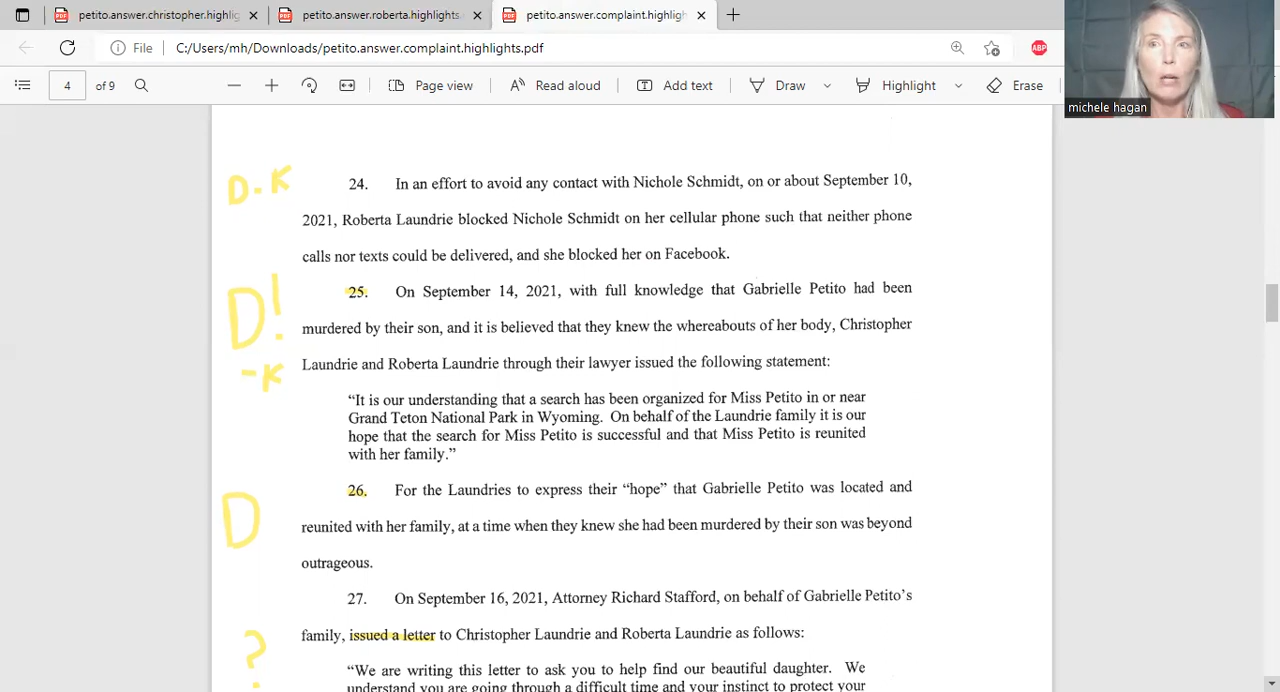 petito.answer.christopher.highlig
petito.answer.roberta.highlights.
petito.answer.complaint.highligh
File C:/Users/mh/Downloads/petito.answer.complaint.highlights.pdf
ABP
4 of 9
Page view
Read aloud
Add text
Draw
Highlight
Erase
michele hagan
D-K
24. In an effort to avoid any contact with Nichole Schmidt, on or about September 10,
2021, Roberta Laundrie blocked Nichole Schmidt on her cellular phone such that neither phone
calls nor texts could be delivered, and she blocked her on Facebook.
D!
-K
25. On September 14, 2021, with full knowledge that Gabrielle Petito had been
murdered by their son, and it is believed that they knew the whereabouts of her body, Christopher
Laundrie and Roberta Laundrie through their lawyer issued the following statement:
“It is our understanding that a search has been organized for Miss Petito in or near
Grand Teton National Park in Wyoming. On behalf of the Laundrie family it is our
hope that the search for Miss Petito is successful and that Miss Petito is reunited
with her family.”
D
26. For the Laundries to express their “hope” that Gabrielle Petito was located and
reunited with her family, at a time when they knew she had been murdered by their son was beyond
outrageous.
27. On September 16, 2021, Attorney Richard Stafford, on behalf of Gabrielle Petito’s
family, issued a letter to Christopher Laundrie and Roberta Laundrie as follows:
?
“We are writing this letter to ask you to help find our beautiful daughter. We
understand you are going through a difficult time and your instinct to protect your